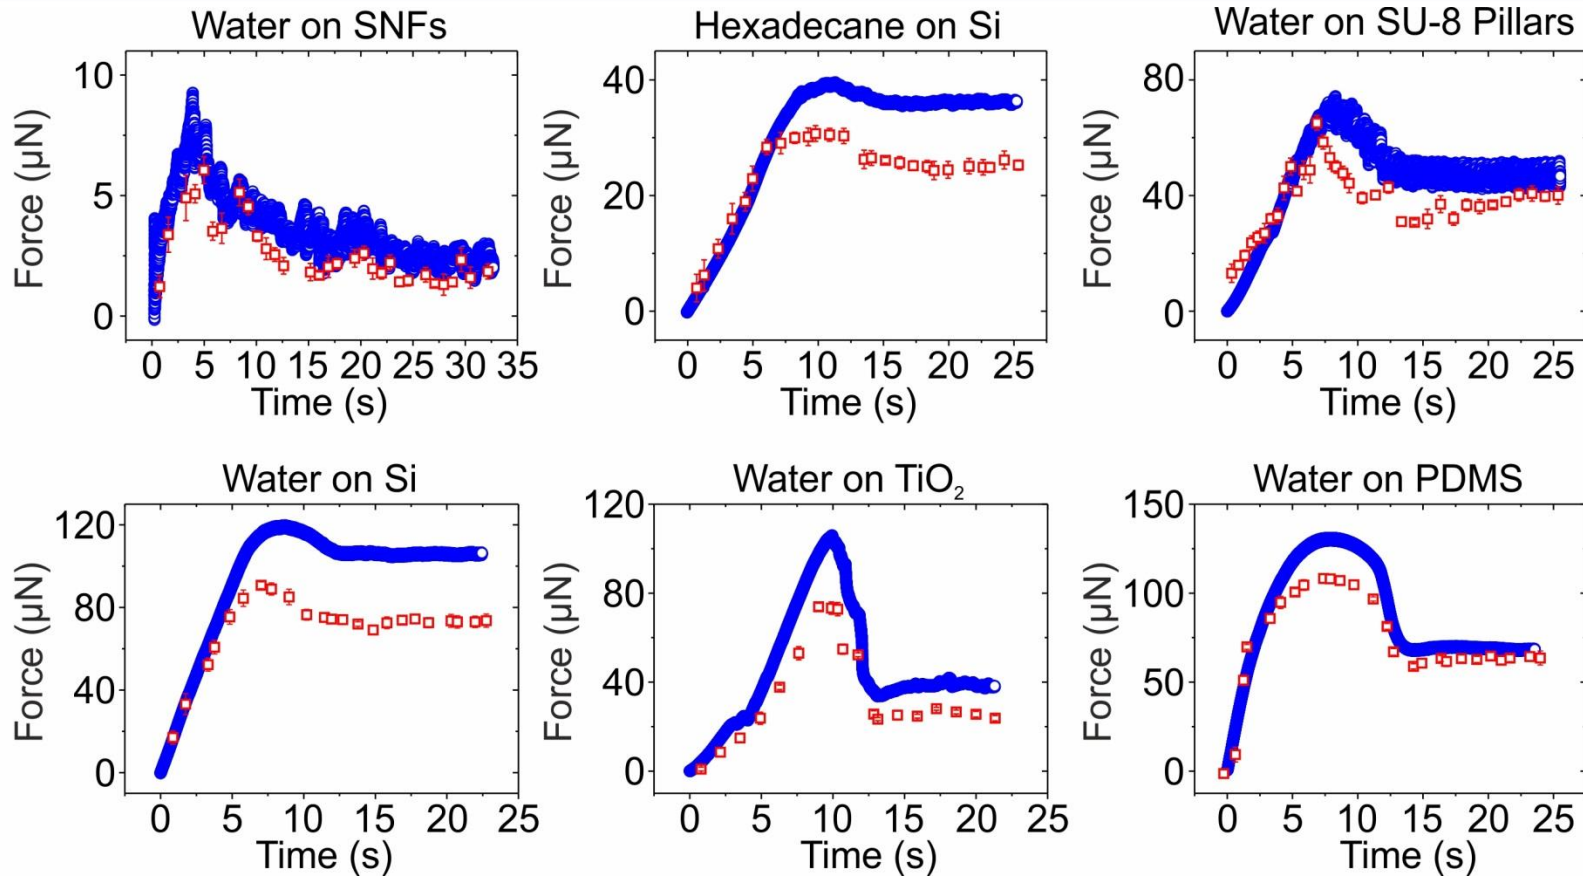 Water on SNFs
Force (µN)
10
5
0
0 5 10 15 20 25 30 35
Time (s)
Hexadecane on Si
Force (µN)
40
20
0
0 5 10 15 20 25
Time (s)
Water on SU-8 Pillars
Force (µN)
80
40
0
0 5 10 15 20 25
Time (s)
Water on Si
Force (µN)
120
80
40
0
0 5 10 15 20 25
Time (s)
Water on TiO₂
Force (µN)
120
80
40
0
0 5 10 15 20 25
Time (s)
Water on PDMS
Force (µN)
150
100
50
0
0 5 10 15 20 25
Time (s)